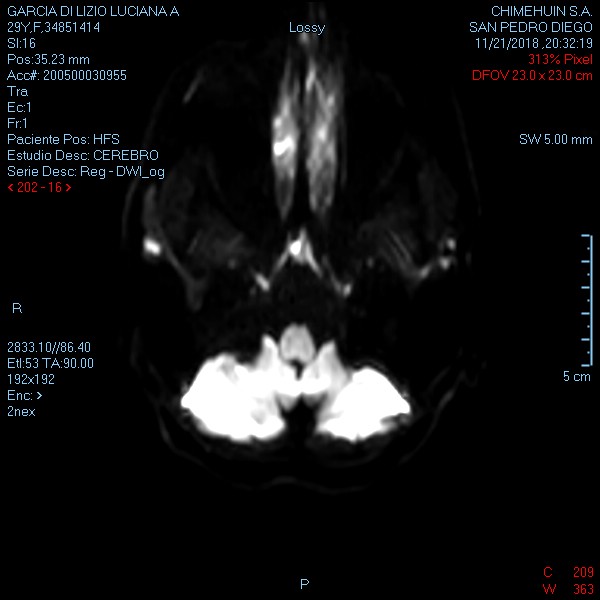 GARCIA DI LIZIO LUCIANA A
29Y,F,34851414
Sl:16
Pos:35.23 mm
Acc#: 200500030955
Tra
Ec:1
Fr:1
Paciente Pos: HFS
Estudio Desc: CEREBRO
Serie Desc: Reg - DWI_og
< 202 - 16 >
Lossy
CHIMEHUIN S.A.
SAN PEDRO DIEGO
11/21/2018 ,20:32:19
313% Pixel
DFOV 23.0 x 23.0 cm
SW 5.00 mm
R
5 cm
2833.10//86.40
Etl:53 TA:90.00
192x192
Enc: >
2nex
P
C 209
W 363